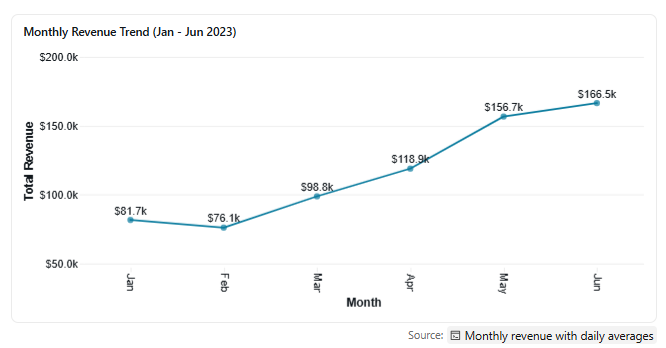 Monthly Revenue Trend (Jan - Jun 2023)
$200.0k
$150.0k
$100.0k
$50.0k
Total Revenue
$81.7k
$76.1k
$98.8k
$118.9k
$156.7k
$166.5k
Jan
Feb
Mar
Apr
May
Jun
Month
Source: Monthly revenue with daily averages